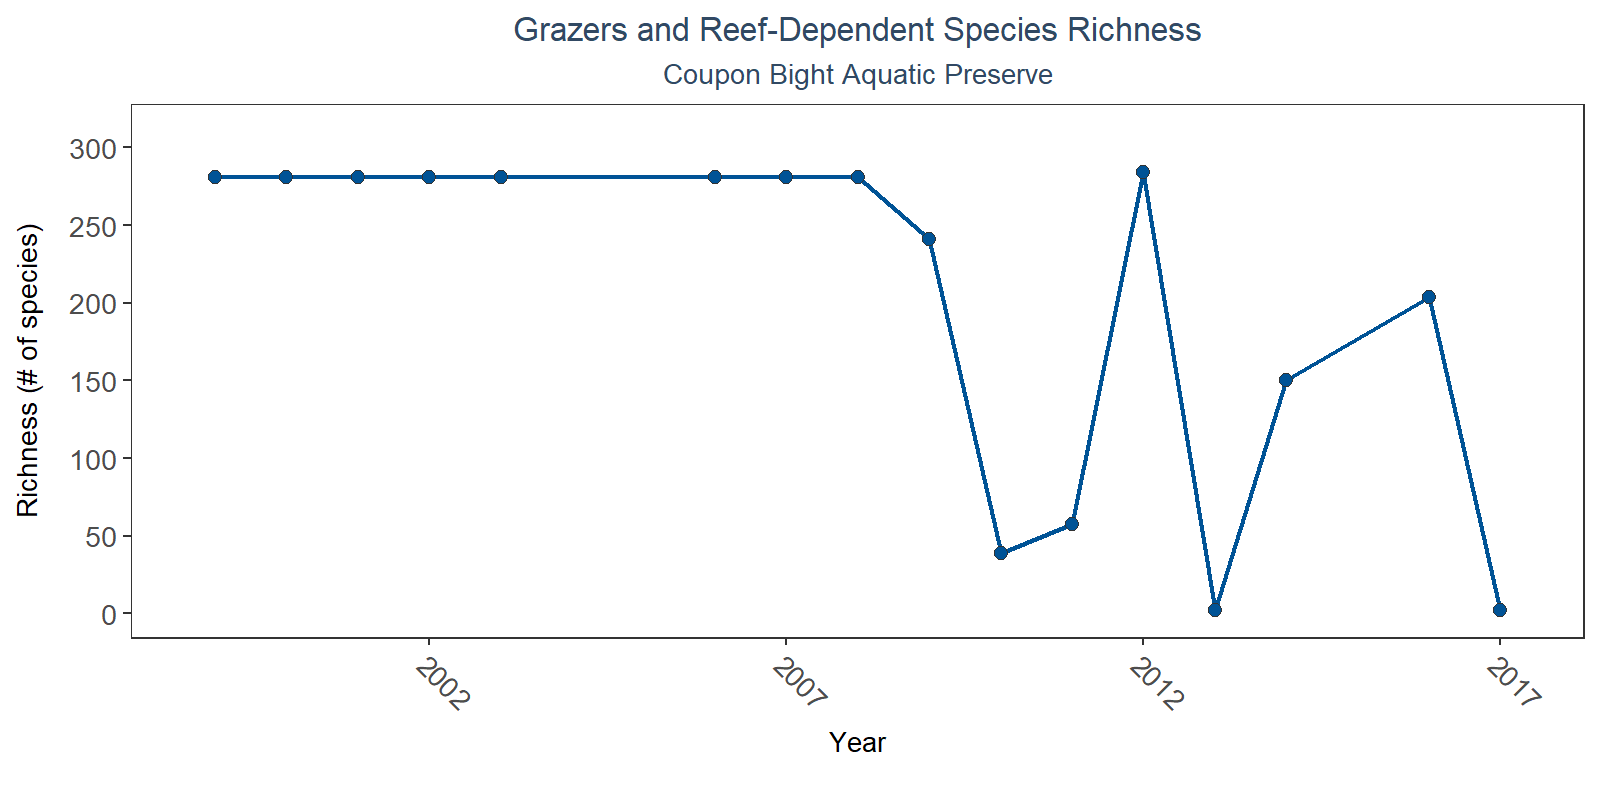 Grazers and Reef-Dependent Species Richness
Coupon Bight Aquatic Preserve
Richness (# of species)
300
250
200
150
100
50
0
2002
2007
2012
2017
Year